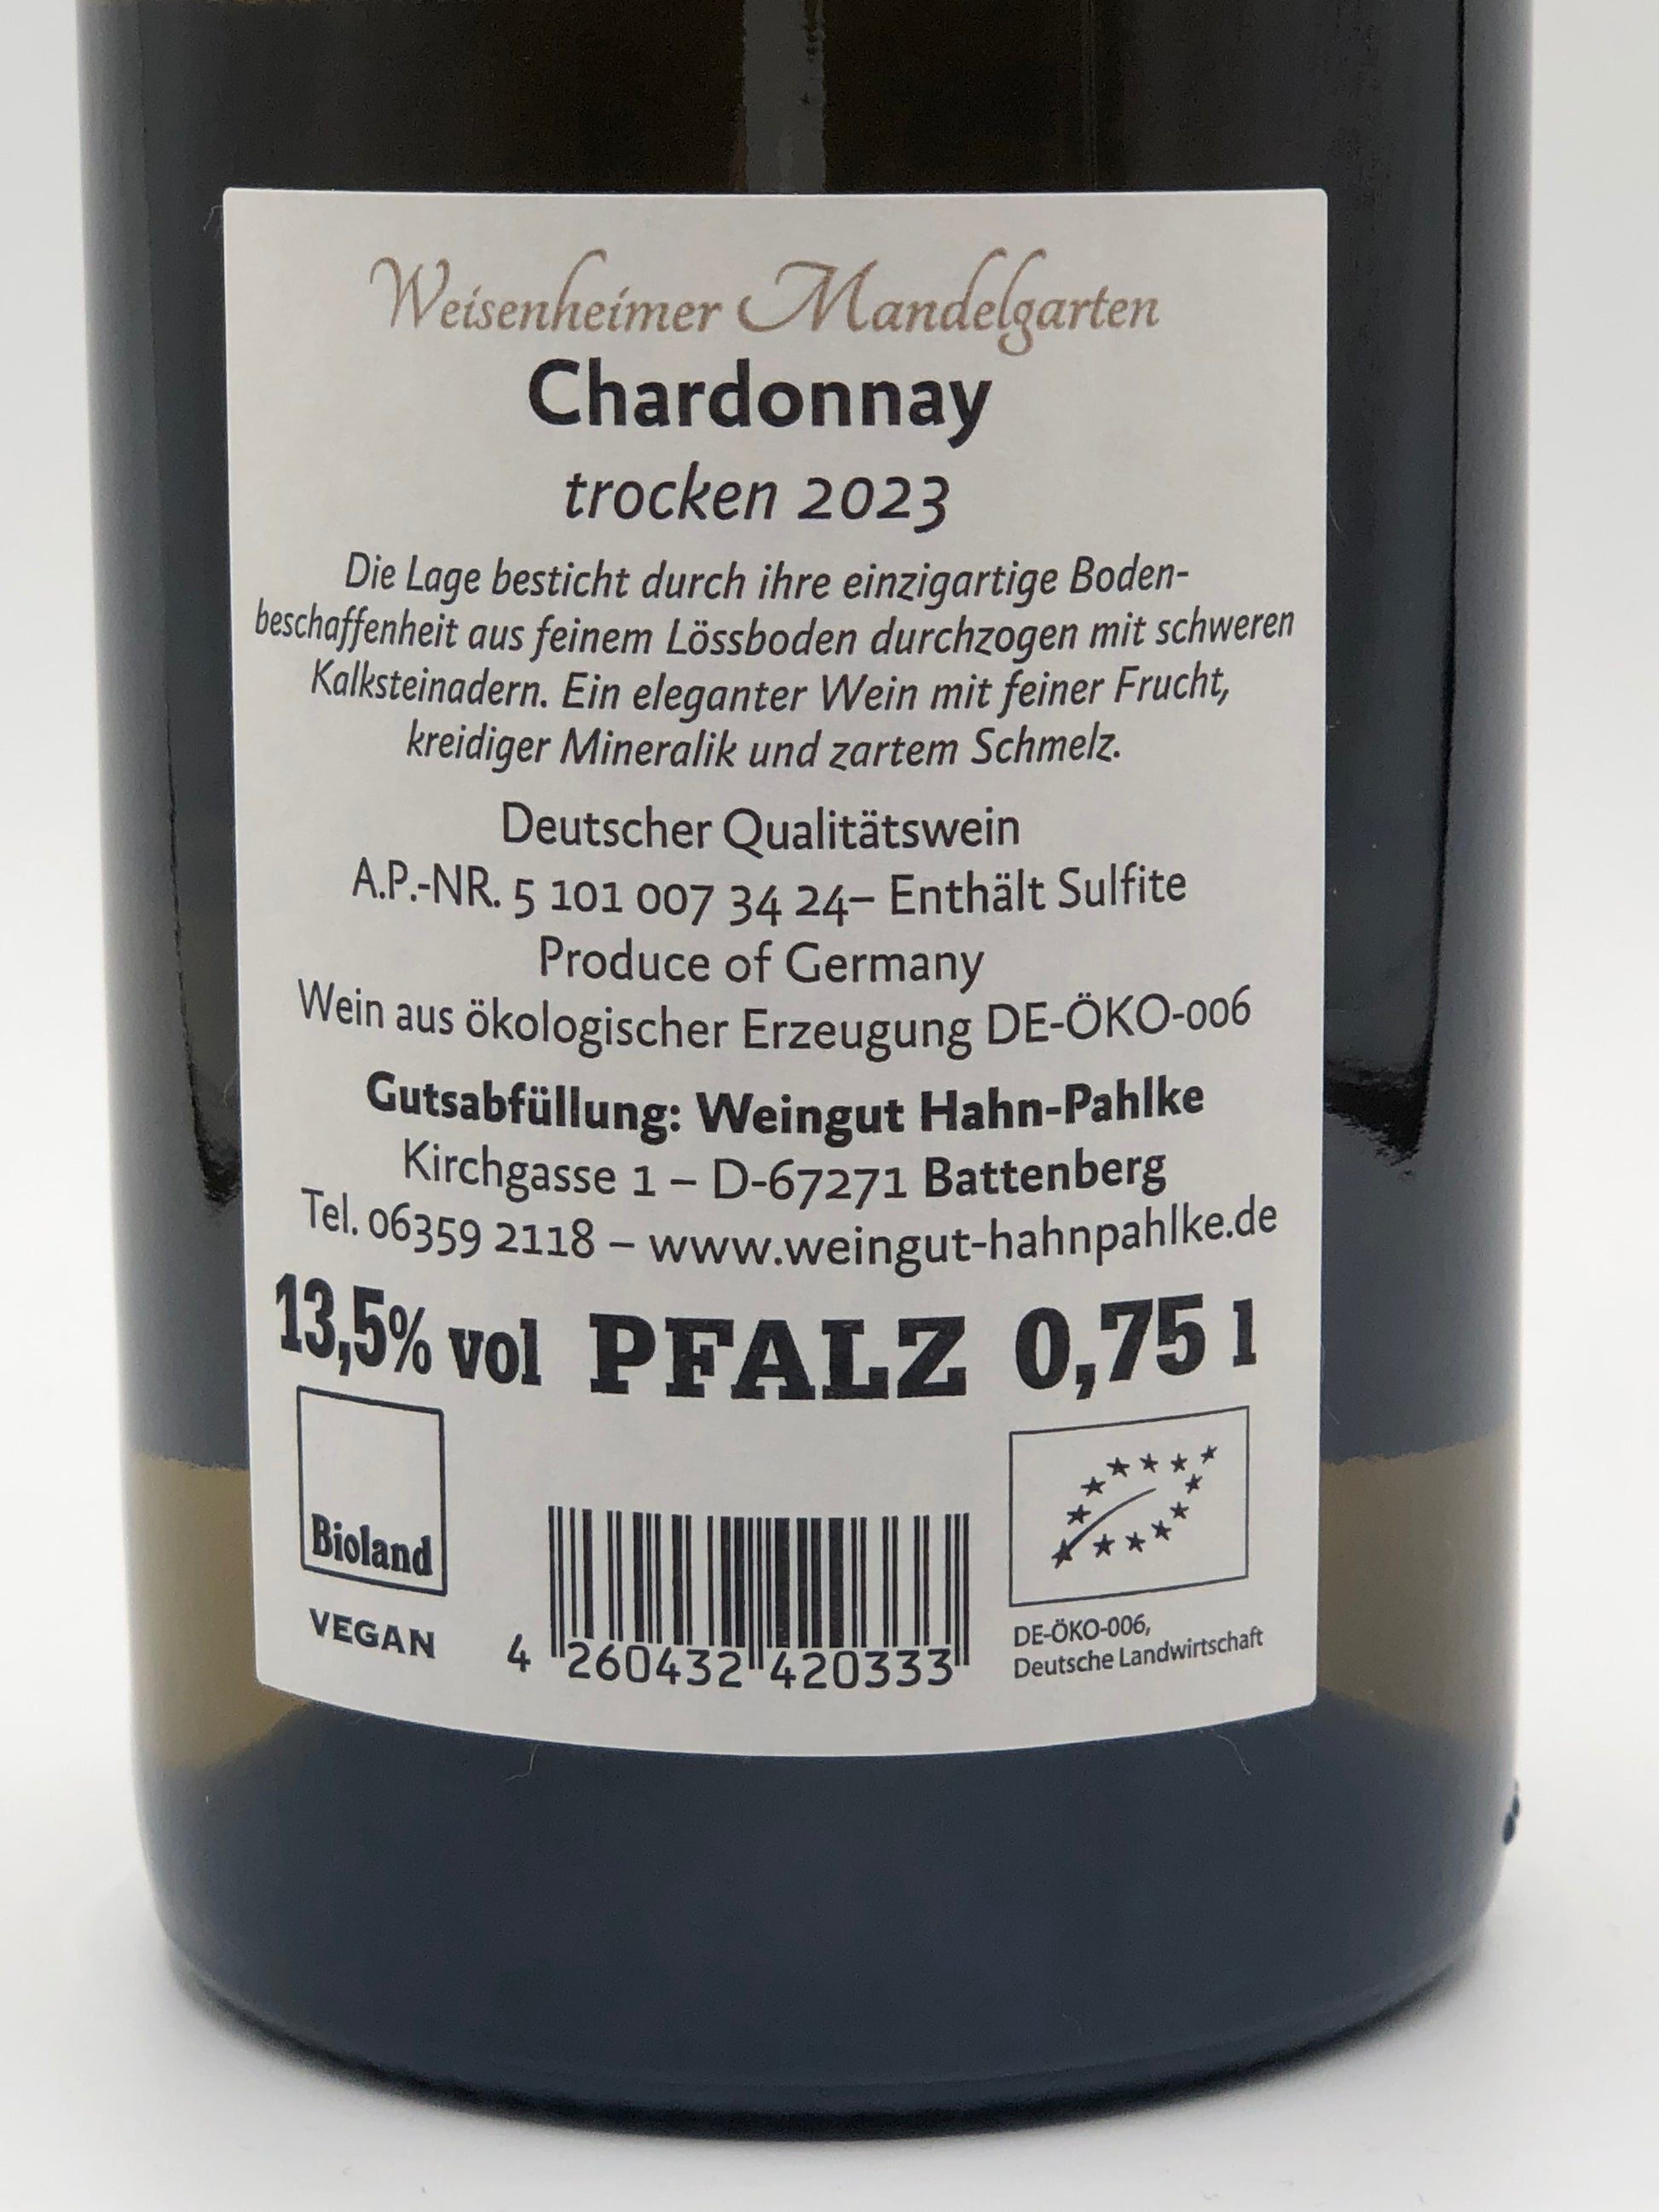 Weisenheimer Mandelgarten
Chardonnay
trocken 2023
Die Lage besticht durch ihre einzigartige Boden-
beschaffenheit aus feinem Lössboden durchzogen mit schweren
Kalksteinadern. Ein eleganter Wein mit feiner Frucht,
kreidiger Mineralik und zartem Schmelz.
Deutscher Qualitätswein
A.P.-NR. 5 101 007 34 24– Enthält Sulfite
Produce of Germany
Wein aus ökologischer Erzeugung DE-ÖKO-006
Gutsabfüllung: Weingut Hahn-Pahlke
Kirchgasse 1 – D-67271 Battenberg
Tel. 06359 2118 – www.weingut-hahnpahlke.de
13,5% vol PFALZ 0,75 l
Bioland
VEGAN
4 260432 420333
DE-ÖKO-006,
Deutsche Landwirtschaft